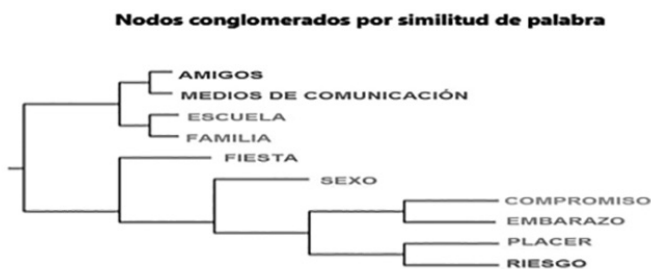 Nodos conglomerados por similitud de palabra
AMIGOS
MEDIOS DE COMUNICACIÓN
ESCUELA
FAMILIA
FIESTA
SEXO
COMPROMISO
EMBARAZO
PLACER
RIESGO